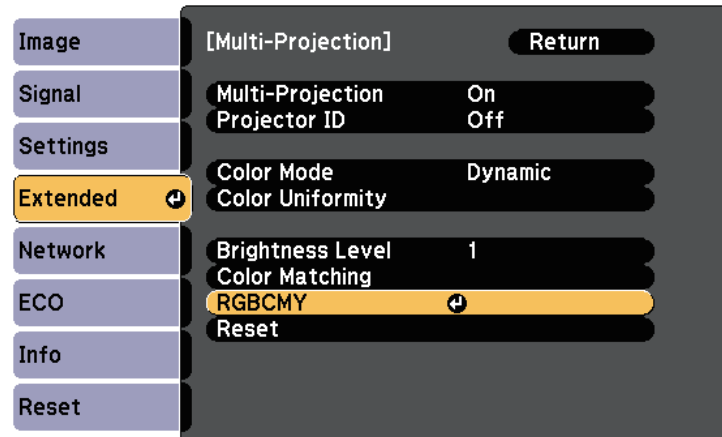 Image
Signal
Settings
Extended
Network
ECO
Info
Reset
[Multi-Projection] Return
Multi-Projection On
Projector ID Off
Color Mode Dynamic
Color Uniformity
Brightness Level 1
Color Matching
RGBCMY
Reset